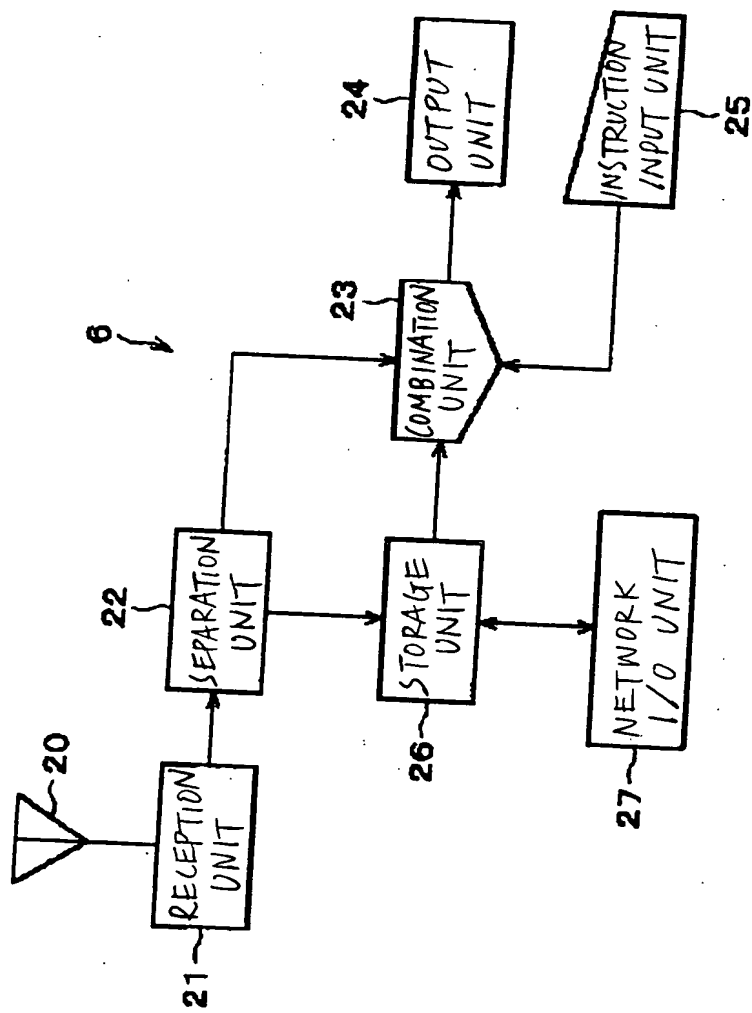 6
20
21
RECEPTION
UNIT
22
SEPARATION
UNIT
23
COMBINATION
UNIT
24
OUTPUT
UNIT
26
STORAGE
UNIT
25
INSTRUCTION
INPUT UNIT
27
NETWORK
I/O UNIT